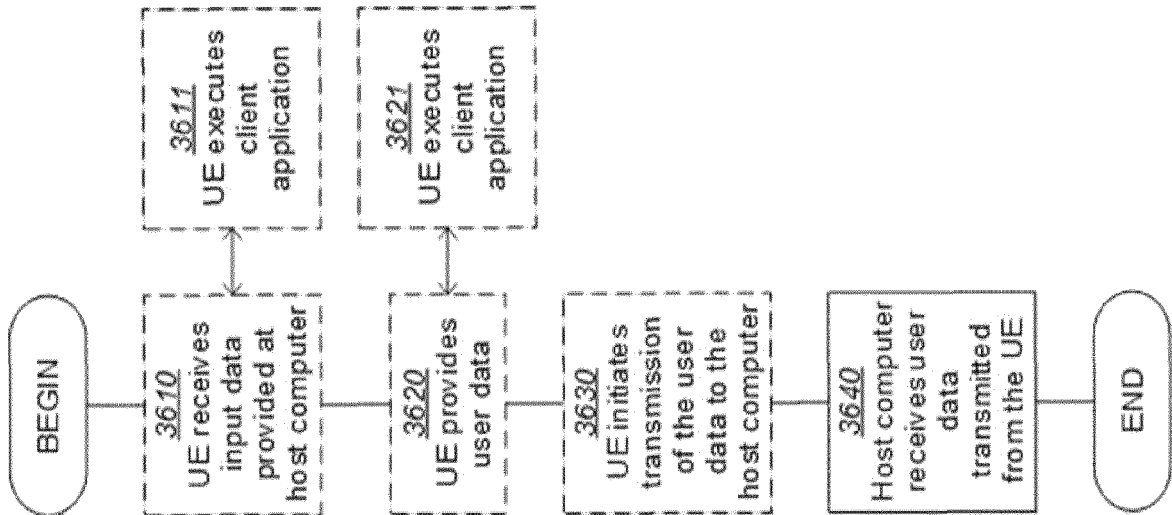 BEGIN
3610
UE receives
input data
provided at
host computer
3611
UE executes
client
application
3620
UE provides
user data
3621
UE executes
client
application
3630
UE initiates
transmission
of the user
data to the
host computer
3640
Host computer
receives user
data
transmitted
from the UE
END